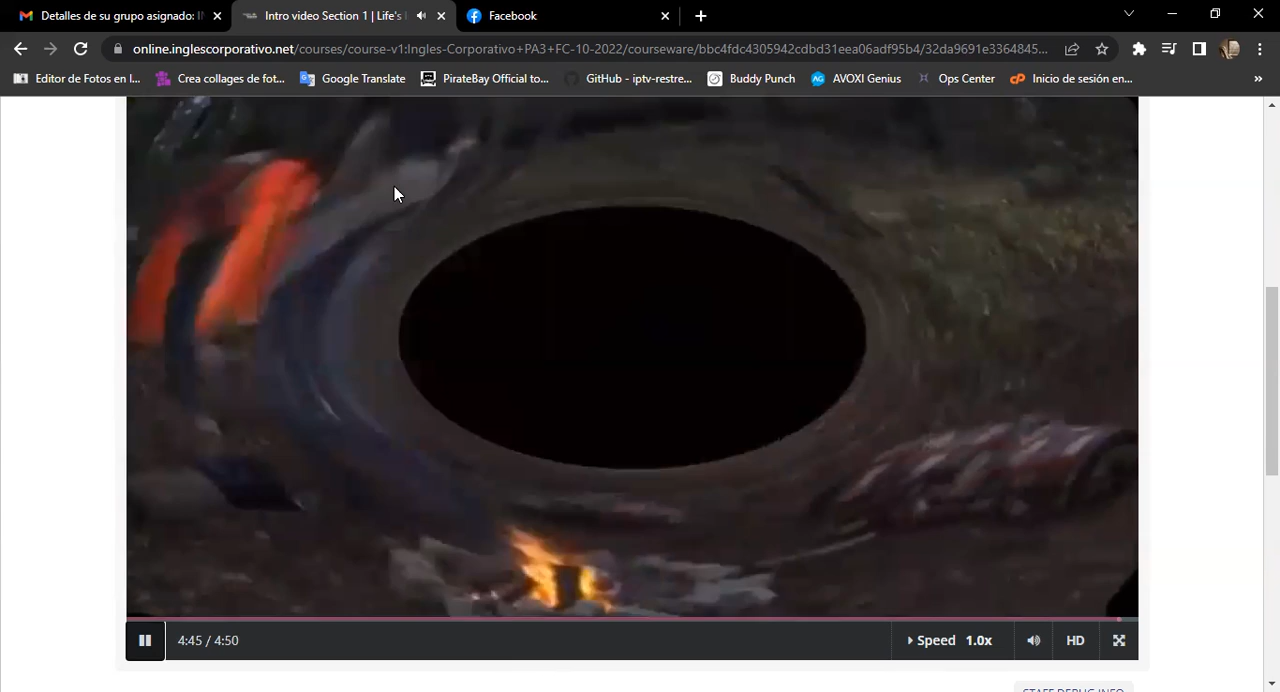 Detalles de su grupo asignado: I
Intro video Section 1 | Life's
Facebook
online.inglescorporativo.net/courses/course-v1:Ingles-Corporativo+PA3+FC-10-2022/courseware/bbc4fdc4305942cdbd31eea06adf95b4/32da9691e3364845...
Editor de Fotos en l... Crea collages de fot... Google Translate PirateBay Official to... GitHub - iptv-restre... Buddy Punch AVOXI Genius Ops Center Inicio de sesión en... »
4:45 / 4:50 Speed 1.0x HD
STAFF DEBUG INFO